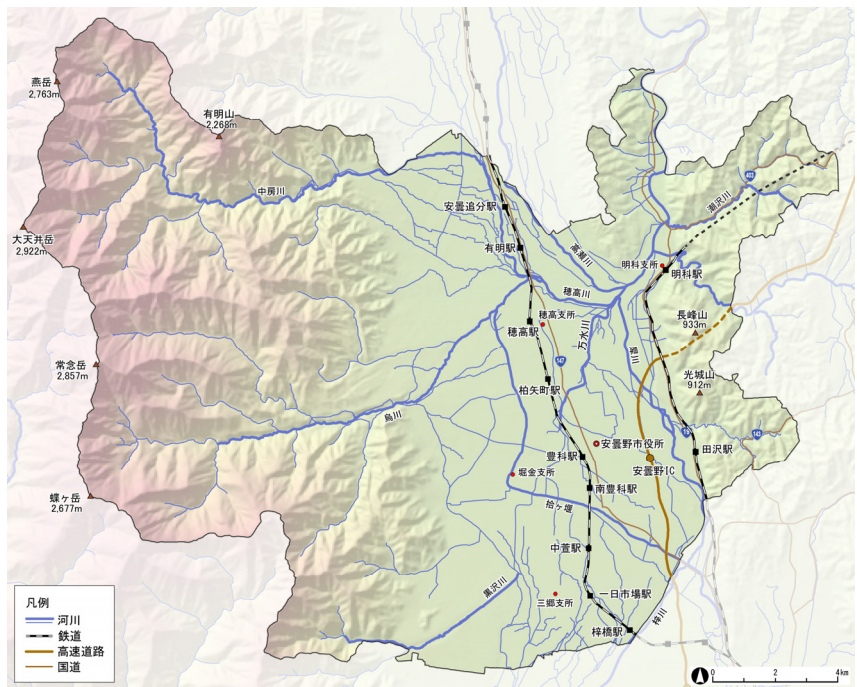 燕岳
2,763m
有明山
2,268m
中房川
安曇追分駅
403
潮沢川
大天井岳
2,922m
有明駅
高瀬川
明科支所
明科駅
穂高川
穂高支所
穂高駅
万水川
長峰山
933m
犀川
147
常念岳
2,857m
柏矢町駅
光城山
912m
烏川
19
143
安曇野市役所
田沢駅
豊科駅
安曇野IC
堀金支所
南豊科駅
蝶ヶ岳
2,677m
拾ヶ堰
中萱駅
黒沢川
三郷支所
一日市場駅
梓川
梓橋駅
凡例
河川
鉄道
高速道路
国道
0 2 4km